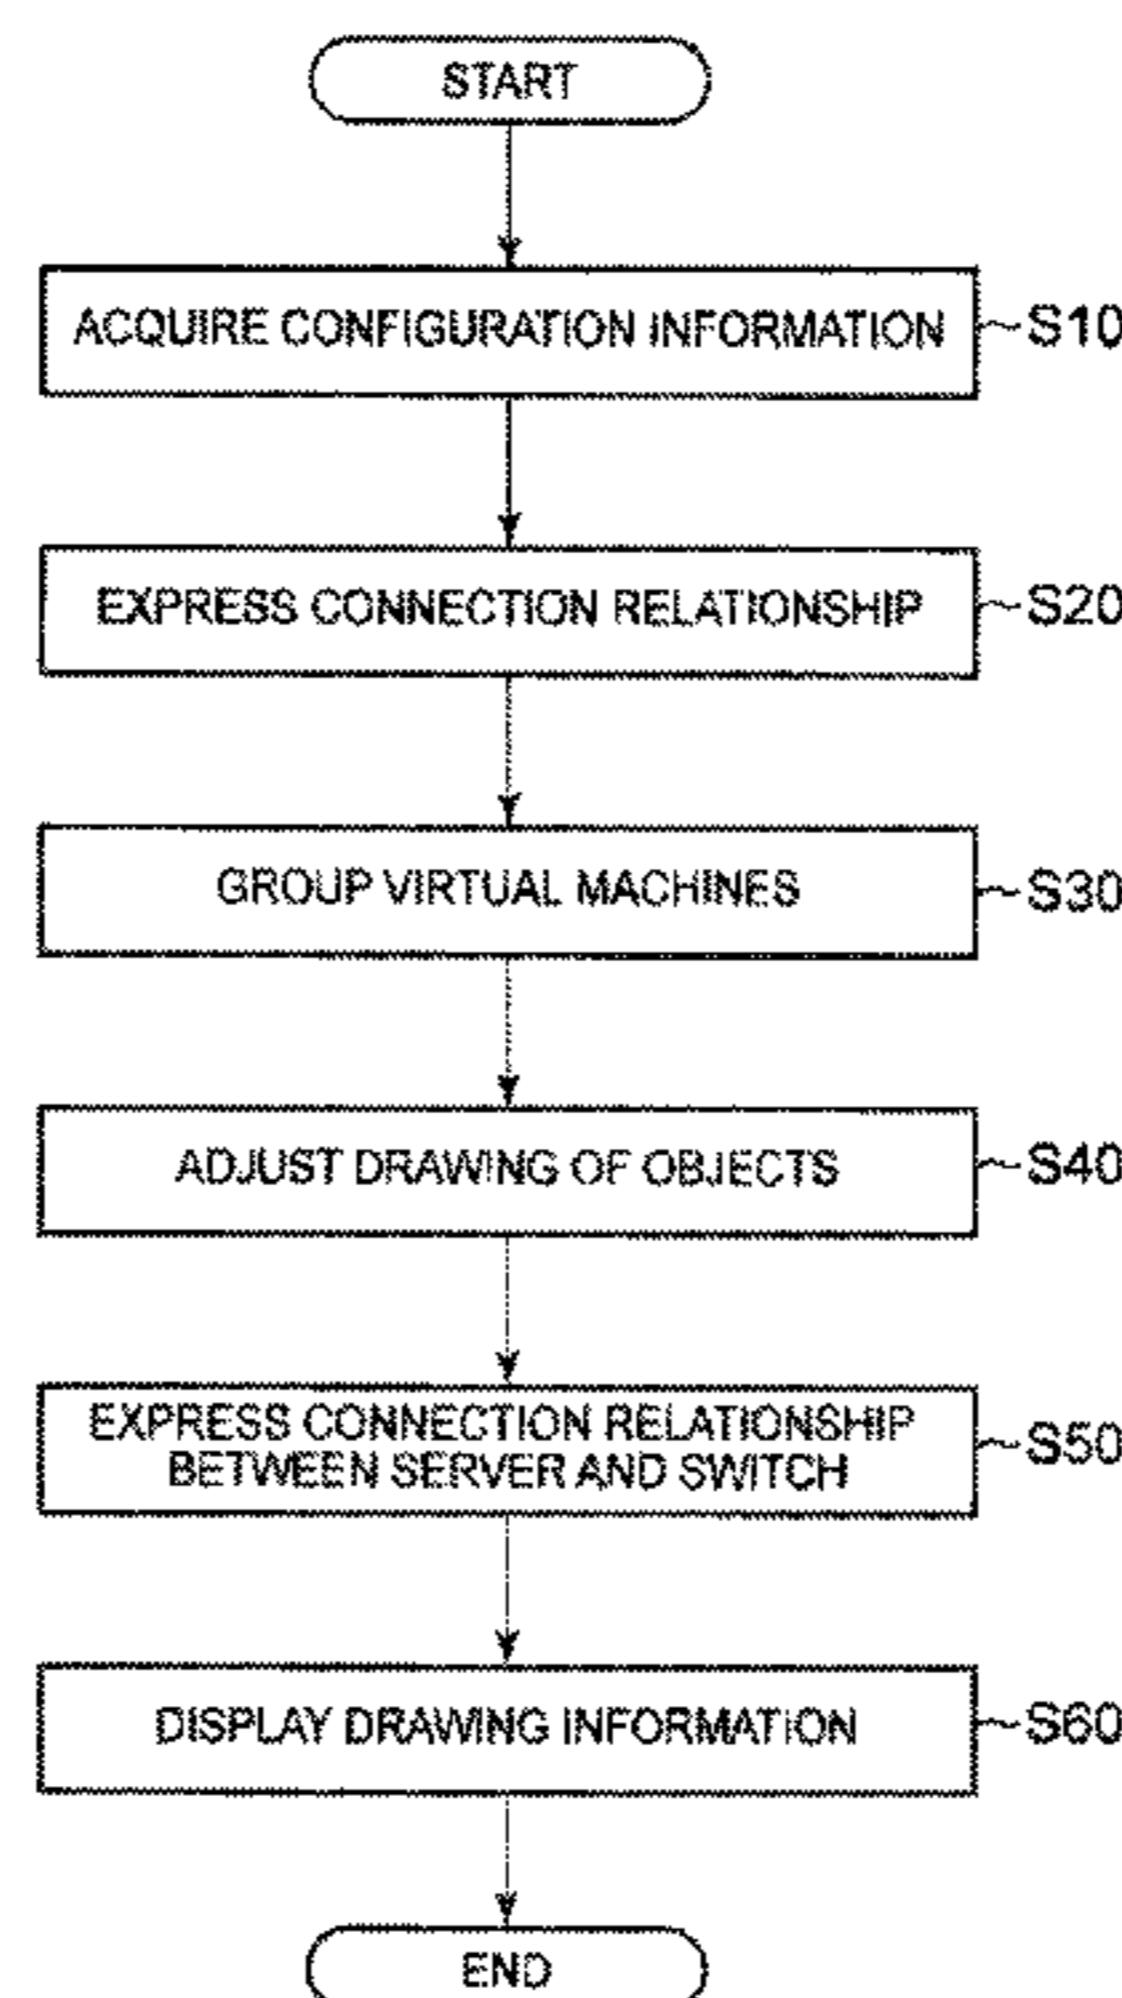 START
ACQUIRE CONFIGURATION INFORMATION
S10
EXPRESS CONNECTION RELATIONSHIP
S20
GROUP VIRTUAL MACHINES
S30
ADJUST DRAWING OF OBJECTS
S40
EXPRESS CONNECTION RELATIONSHIP
BETWEEN SERVER AND SWITCH
S50
DISPLAY DRAWING INFORMATION
S60
END